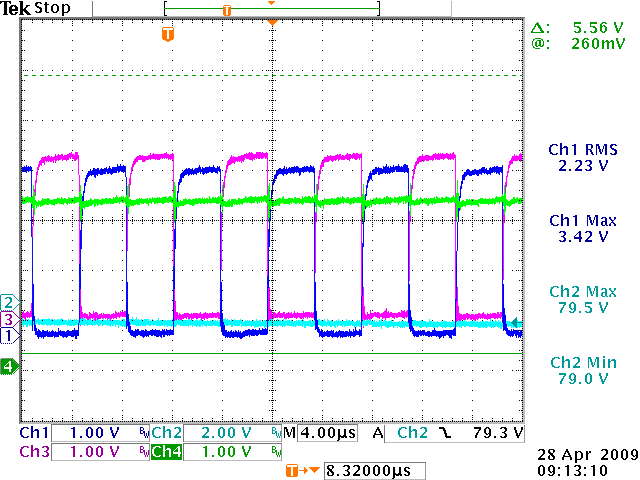 Tek Stop
T
T
Δ: 5.56 V
@: 260mV
Ch1 RMS
2.23 V
Ch1 Max
3.42 V
Ch2 Max
79.5 V
Ch2 Min
79.0 V
2
3
1
4
Ch1 1.00 V BW Ch2 2.00 V BW M 4.00µs A Ch2 79.3 V
Ch3 1.00 V BW Ch4 1.00 V BW
T 8.32000µs
28 Apr 2009
09:13:10